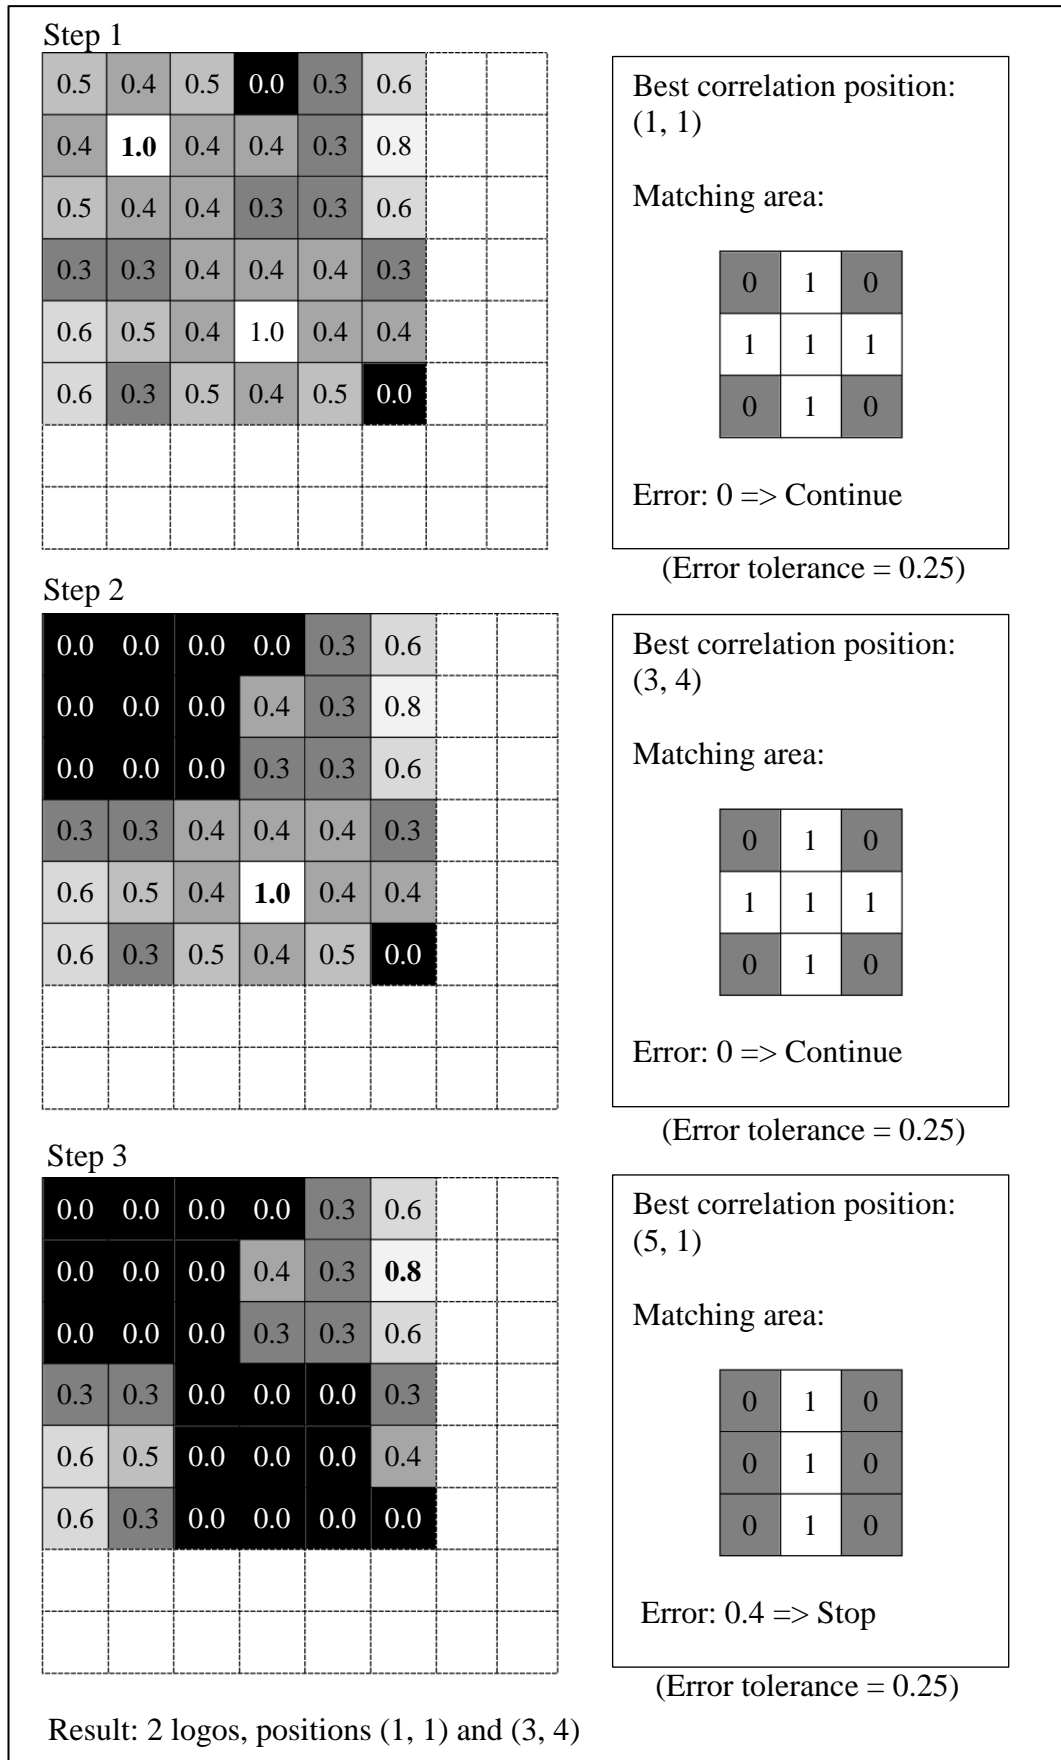 Step 1
0.5 0.4 0.5 0.0 0.3 0.6
0.4 1.0 0.4 0.4 0.3 0.8
0.5 0.4 0.4 0.3 0.3 0.6
0.3 0.3 0.4 0.4 0.4 0.3
0.6 0.5 0.4 1.0 0.4 0.4
0.6 0.3 0.5 0.4 0.5 0.0
Best correlation position:
(1, 1)
Matching area:
0 1 0
1 1 1
0 1 0
Error: 0 => Continue
(Error tolerance = 0.25)
Step 2
0.0 0.0 0.0 0.0 0.3 0.6
0.0 0.0 0.0 0.4 0.3 0.8
0.0 0.0 0.0 0.3 0.3 0.6
0.3 0.3 0.4 0.4 0.4 0.3
0.6 0.5 0.4 1.0 0.4 0.4
0.6 0.3 0.5 0.4 0.5 0.0
Best correlation position:
(3, 4)
Matching area:
0 1 0
1 1 1
0 1 0
Error: 0 => Continue
(Error tolerance = 0.25)
Step 3
0.0 0.0 0.0 0.0 0.3 0.6
0.0 0.0 0.0 0.4 0.3 0.8
0.0 0.0 0.0 0.3 0.3 0.6
0.3 0.3 0.0 0.0 0.0 0.3
0.6 0.5 0.0 0.0 0.0 0.4
0.6 0.3 0.0 0.0 0.0 0.0
Best correlation position:
(5, 1)
Matching area:
0 1 0
0 1 0
0 1 0
Error: 0.4 => Stop
(Error tolerance = 0.25)
Result: 2 logos, positions (1, 1) and (3, 4)